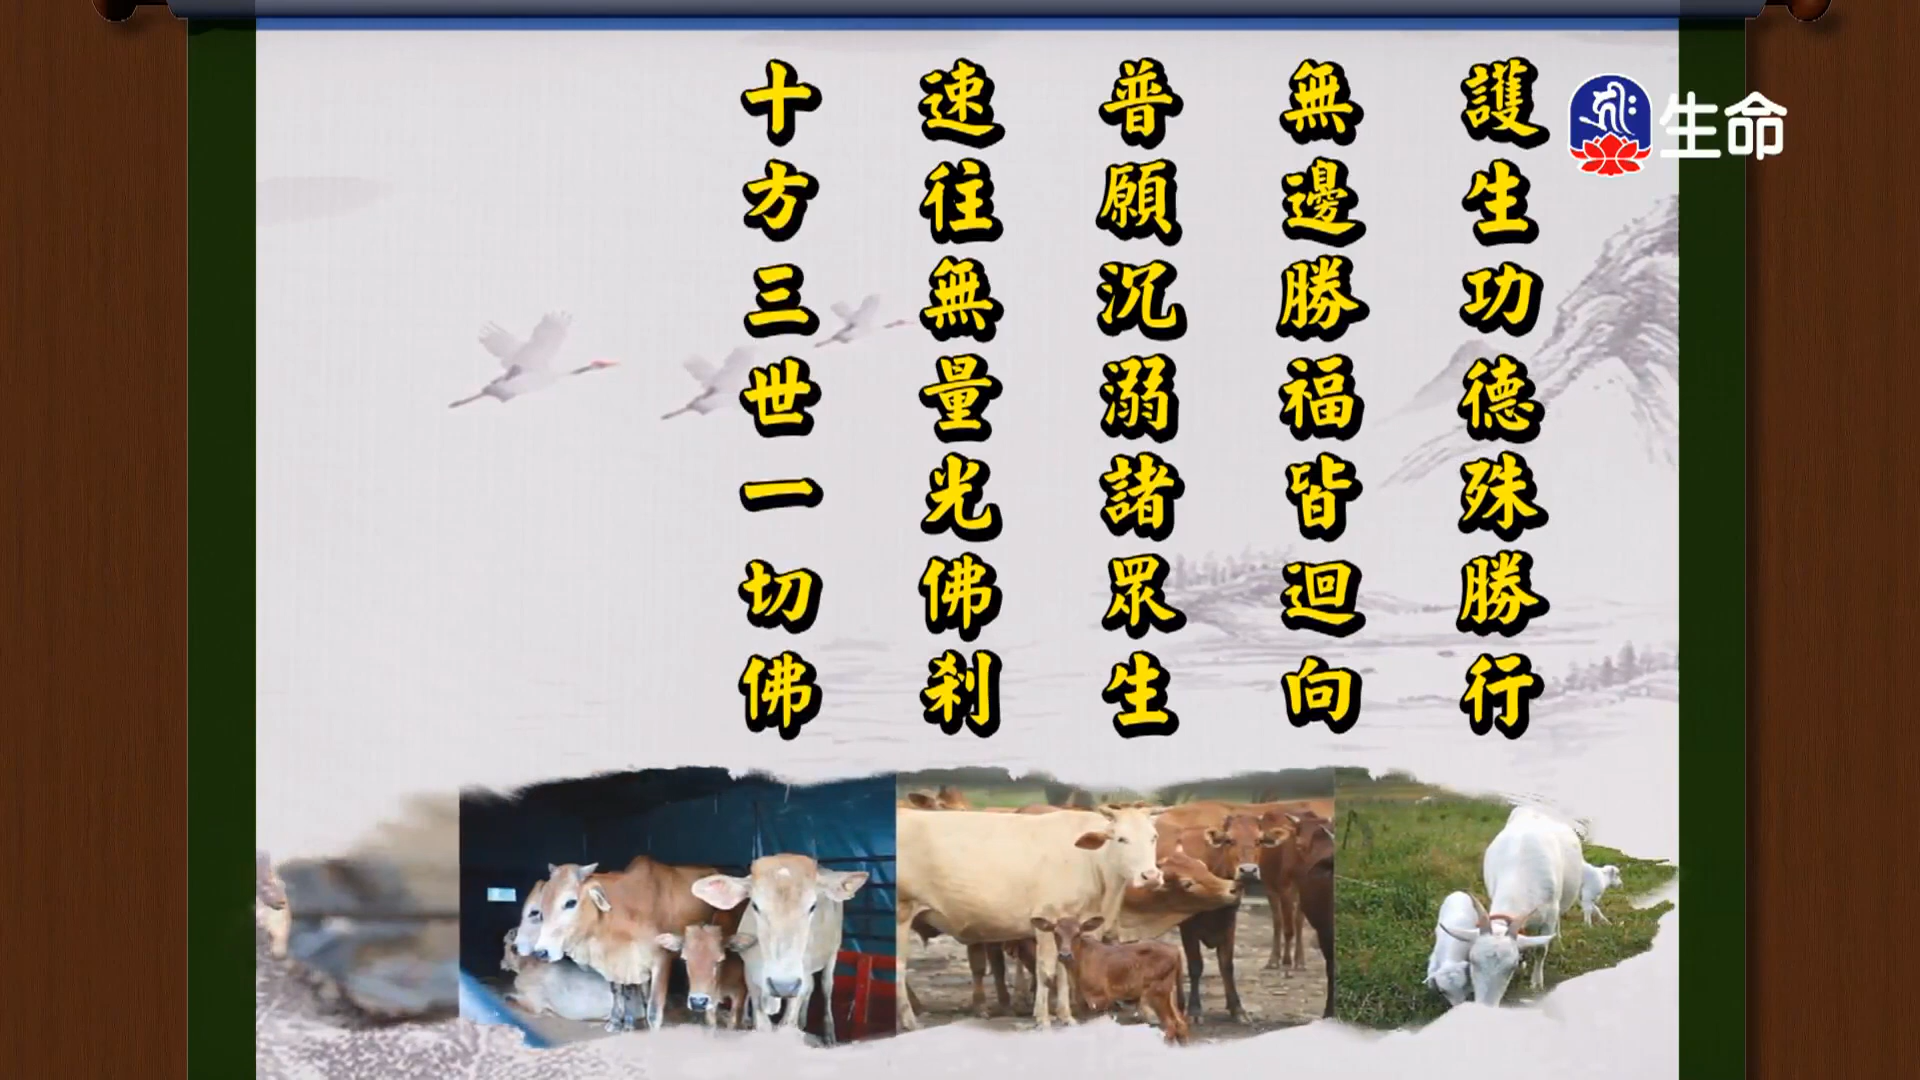 護生功德殊勝行
無邊勝福皆迴向
普願沉溺諸眾生
速往無量光佛刹
十方三世一切佛
生命